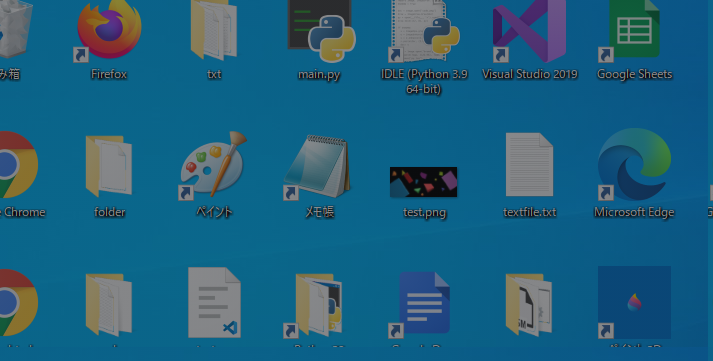 み箱
Firefox
txt
main.py
IDLE (Python 3.9
64-bit)
Visual Studio 2019
Google Sheets
Chrome
folder
ペイント
メモ帳
test.png
textfile.txt
Microsoft Edge